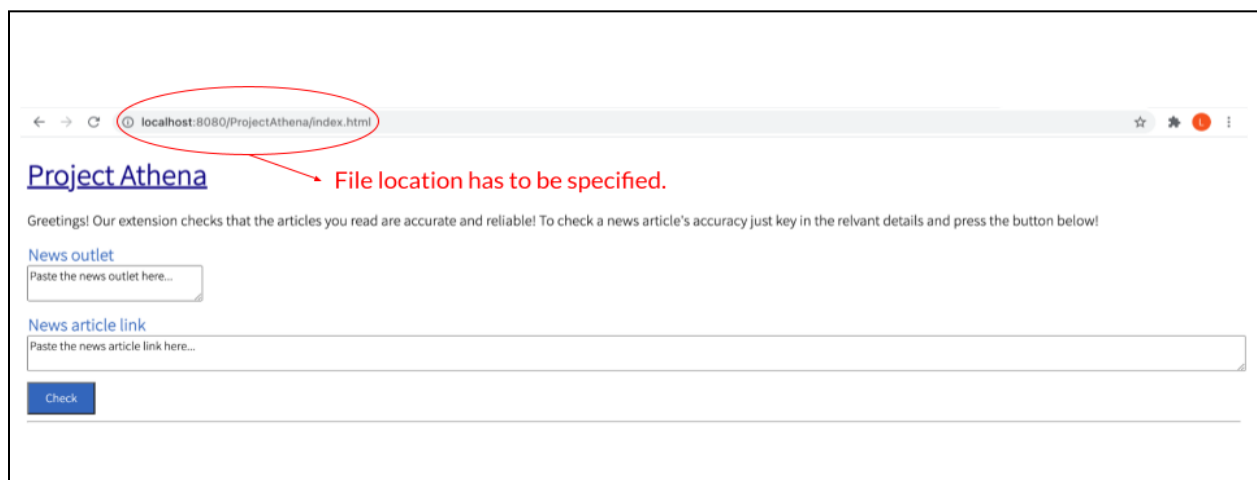 localhost:8080/ProjectAthena/index.html
L
Project Athena
File location has to be specified.
Greetings! Our extension checks that the articles you read are accurate and reliable! To check a news article's accuracy just key in the relvant details and press the button below!
News outlet
Paste the news outlet here...
News article link
Paste the news article link here...
Check